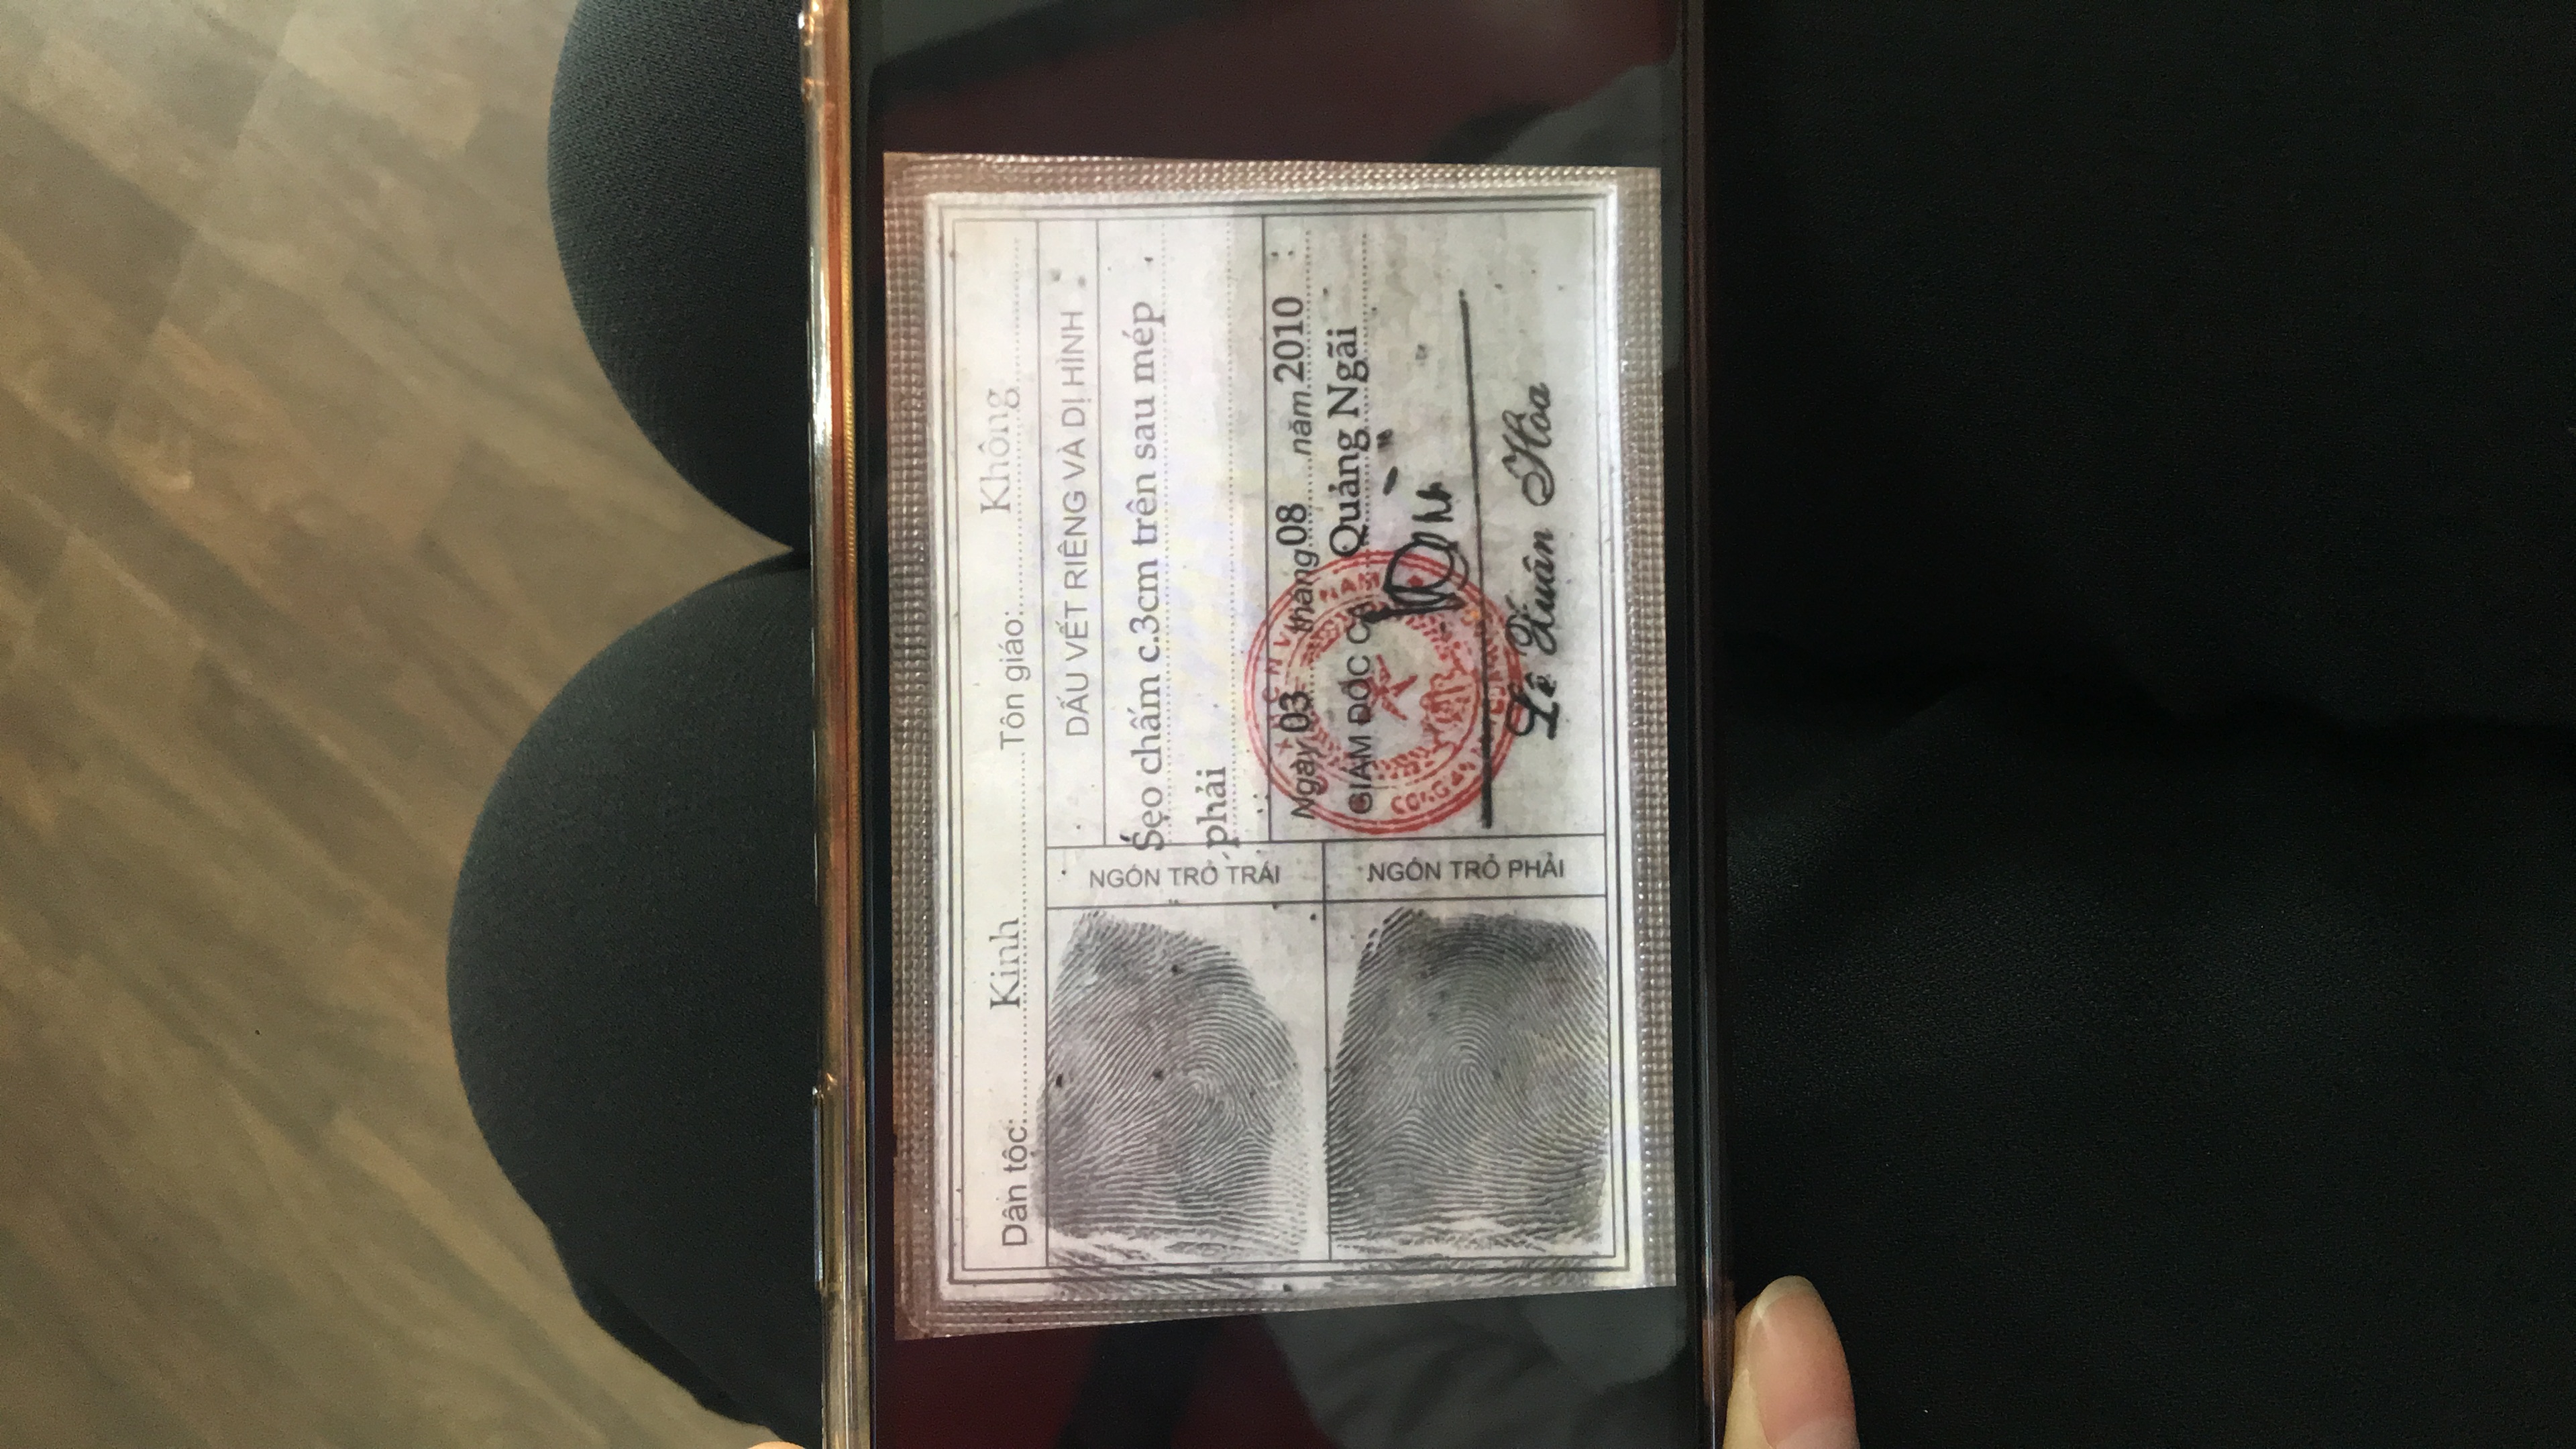 Dân tộc: Kinh Tôn giáo: Không
NGÓN TRỎ TRÁI
DẤU VẾT RIÊNG VÀ DỊ HÌNH
Sẹo chấm c.3cm trên sau mép
phải
Ngày 03 tháng 08 năm 2010
GIÁM ĐỐC CA Quảng Ngãi
NGÓN TRỎ PHẢI
Lê Xuân Hòa